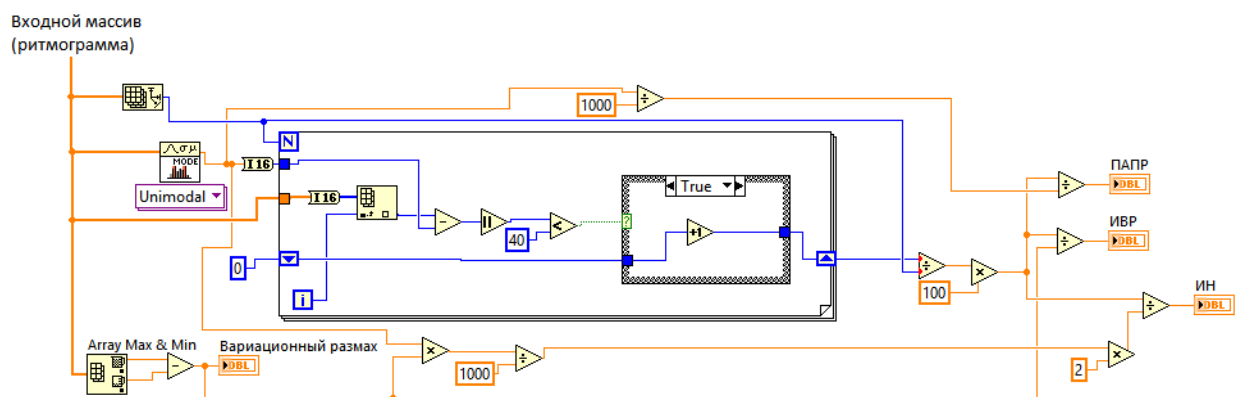 Входной массив
(ритмограмма)
1000
N
MODE
I16
Unimodal
I16
True
ПАПР
DBL
ИВР
DBL
40
+1
0
i
100
ИН
DBL
Array Max & Min
Вариационный размах
DBL
1000
2